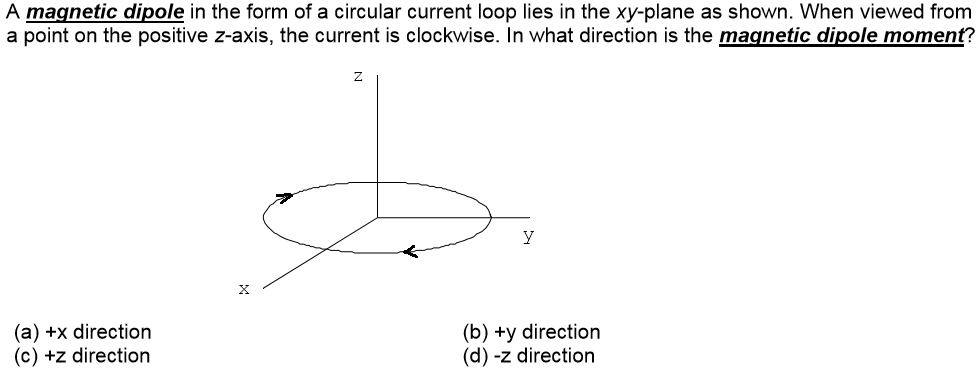 A magnetic dipole in the form of a circular current loop lies in the xy-plane as shown. When viewed from
a point on the positive z-axis, the current is clockwise. In what direction is the magnetic dipole moment?
z
y
x
(a) +x direction
(b) +y direction
(c) +z direction
(d) -z direction